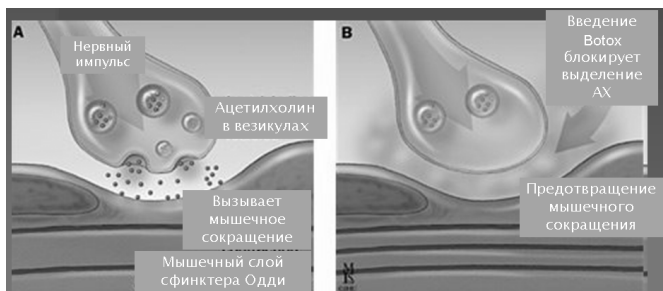 A
Нервный
импульс
Ацетилхолин
в везикулах
Вызывает
мышечное
сокращение
Мышечный слой
сфинктера Одди
B
Введение
Botox
блокирует
выделение
АХ
Предотвращение
мышечного
сокращения